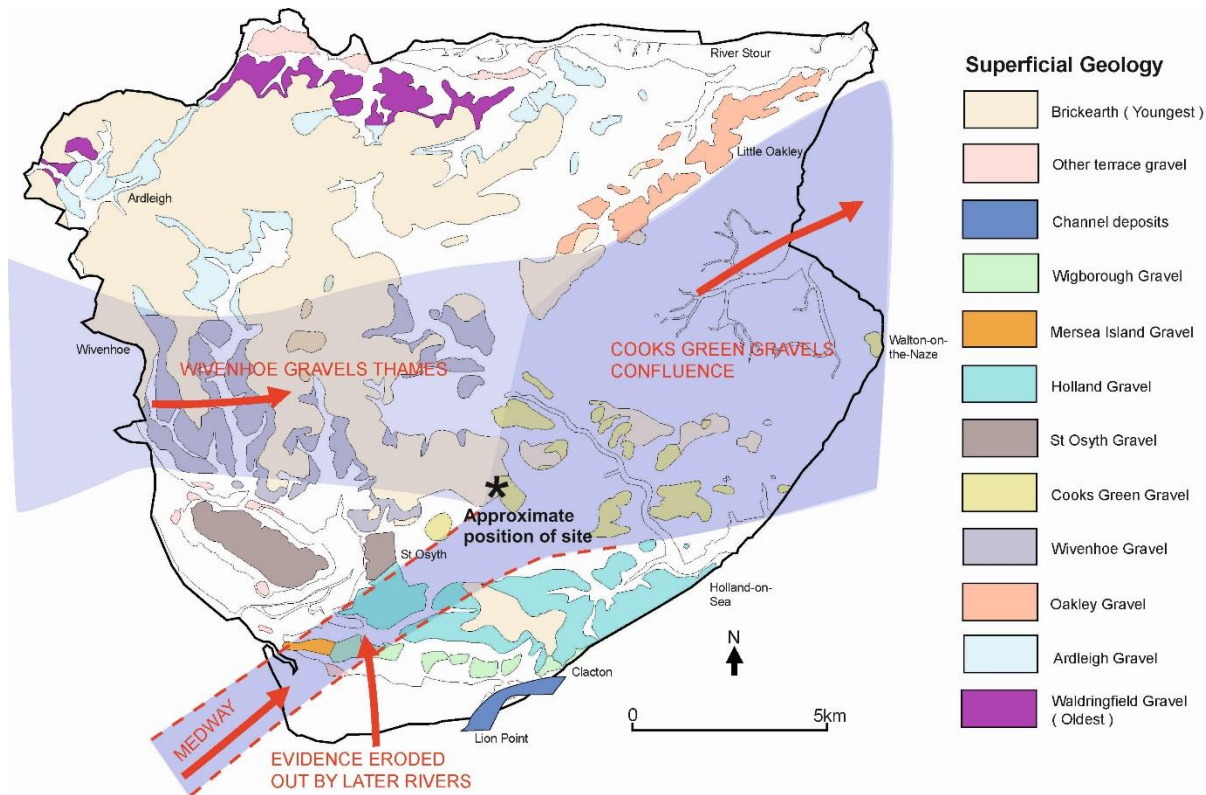 River Stour
Superficial Geology
Brickearth ( Youngest )
Other terrace gravel
Channel deposits
Wigborough Gravel
Mersea Island Gravel
Holland Gravel
St Osyth Gravel
Cooks Green Gravel
Wivenhoe Gravel
Oakley Gravel
Ardleigh Gravel
Waldringfield Gravel
( Oldest )
Little Oakley
Ardleigh
Wivenhoe
WIVENHOE GRAVELS THAMES
COOKS GREEN GRAVELS
CONFLUENCE
Walton-on-
the-Naze
*
Approximate
position of site
St Osyth
Holland-on-
Sea
N
Clacton
Lion Point
0 5km
MEDWAY
EVIDENCE ERODED
OUT BY LATER RIVERS